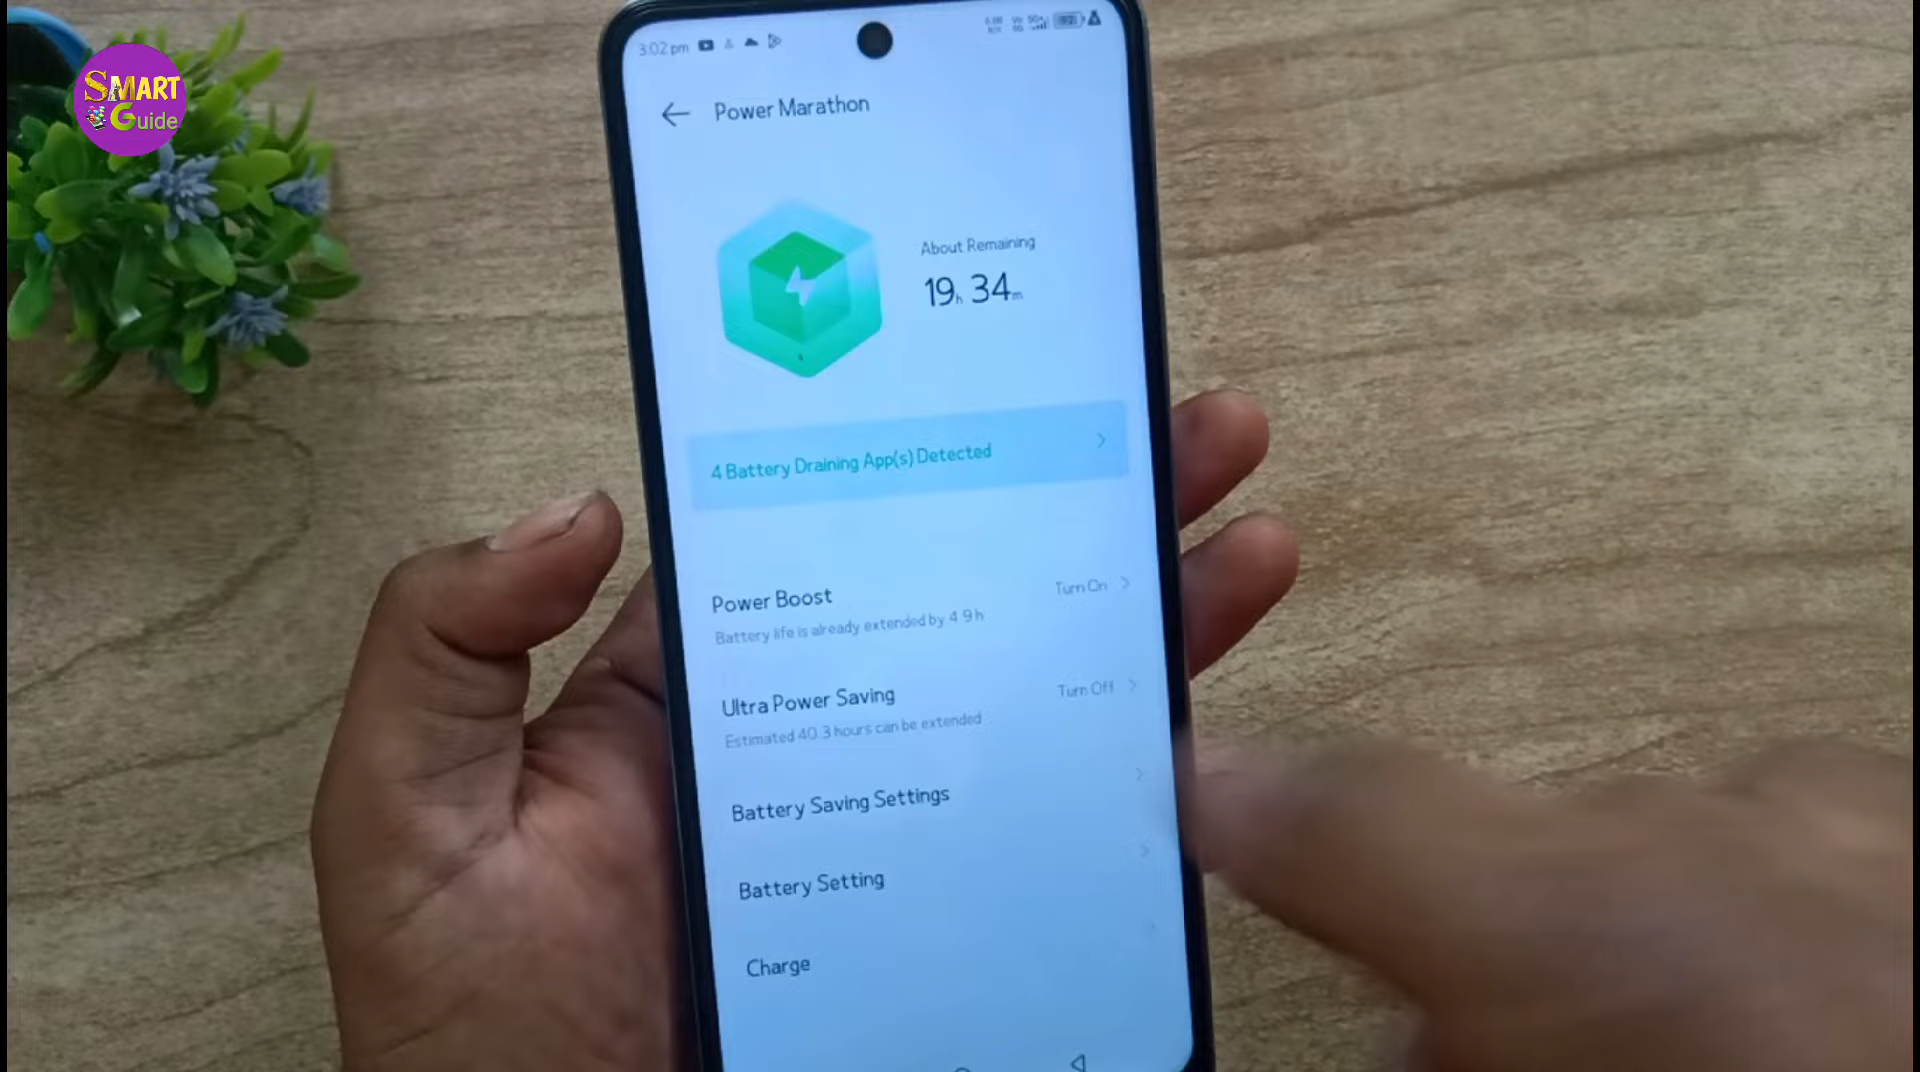 SMART
Guide
3:02 pm
Power Marathon
About Remaining
19h 34m
4 Battery Draining App(s) Detected
Power Boost
Turn On
Battery life is already extended by 4.9 h
Ultra Power Saving
Turn Off
Estimated 40.3 hours can be extended
Battery Saving Settings
Battery Setting
Charge